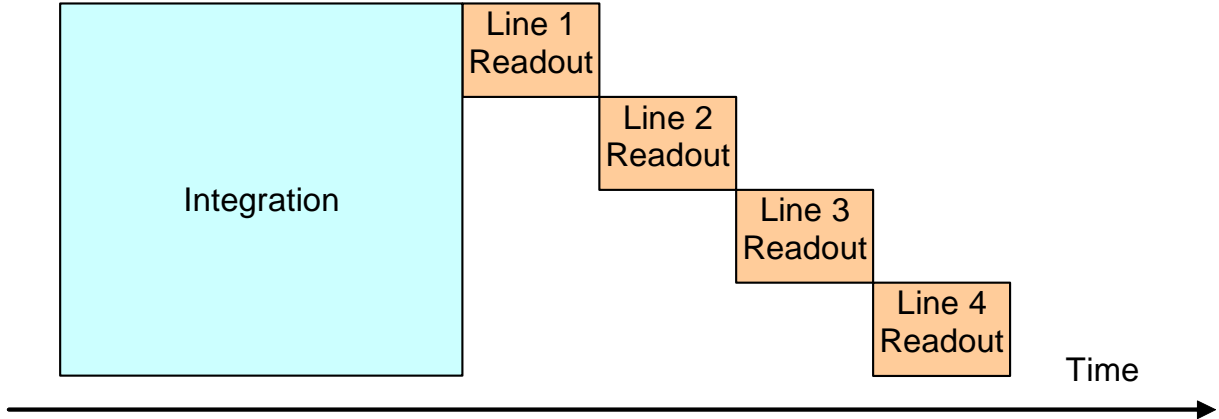 Line 1
Readout
Line 2
Readout
Integration
Line 3
Readout
Line 4
Readout
Time